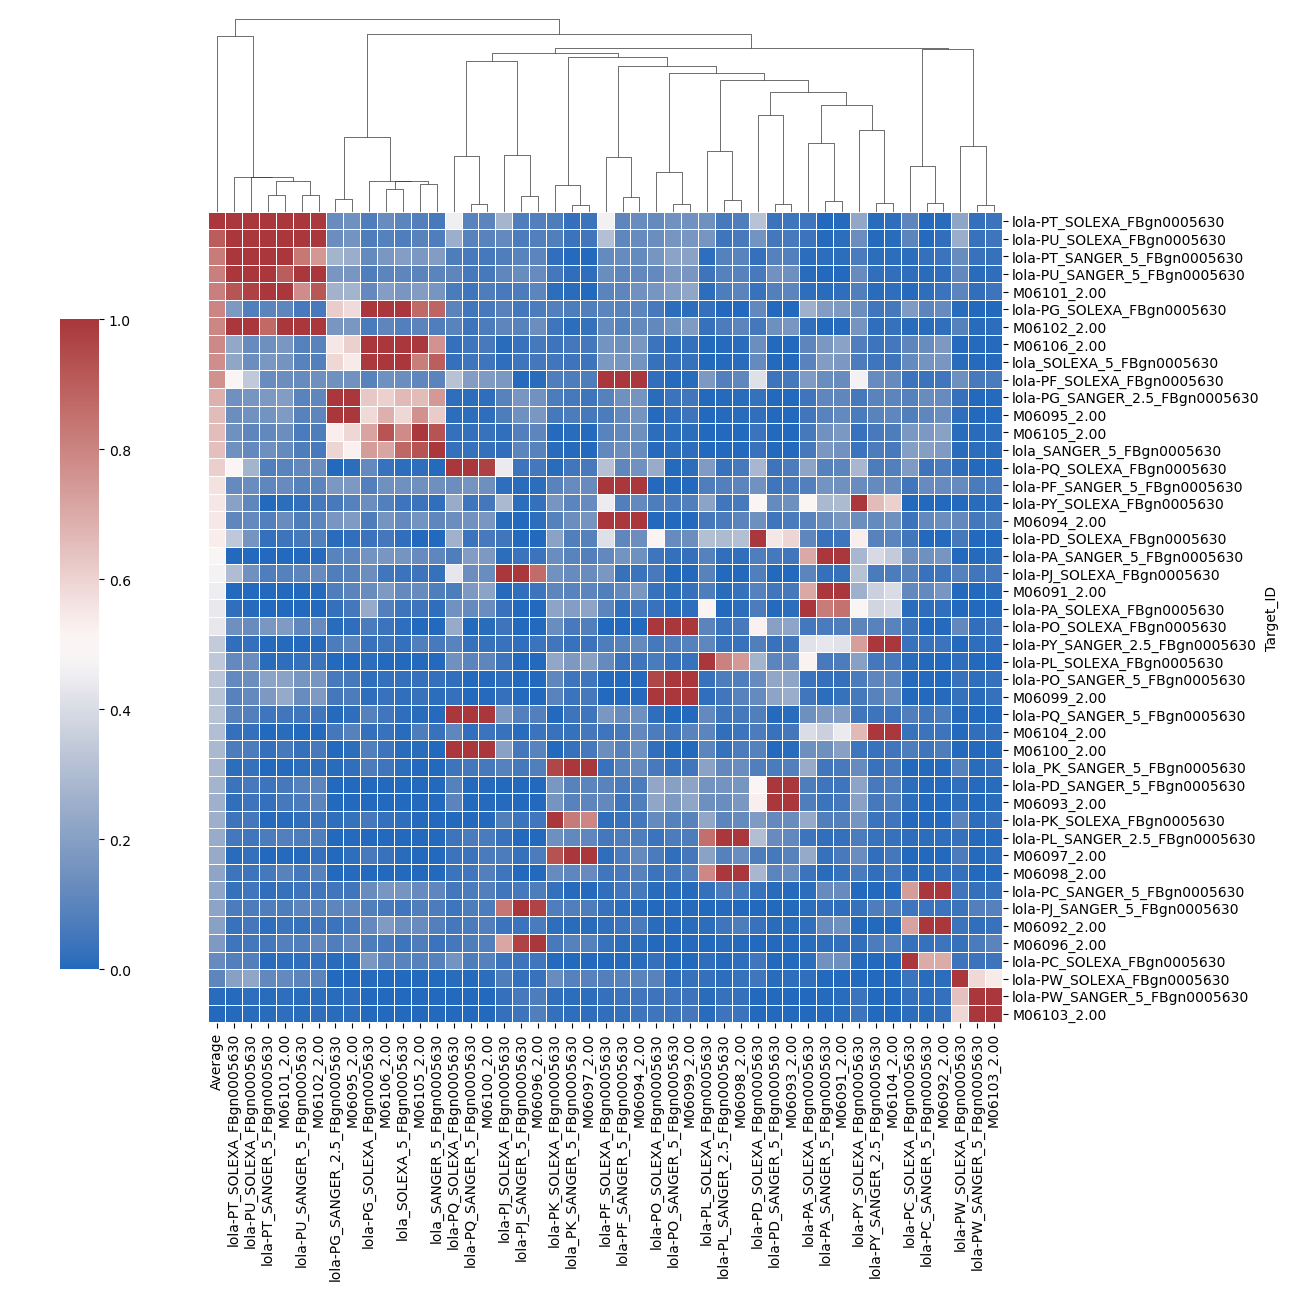 lola-PT_SOLEXA_FBgn0005630
lola-PU_SOLEXA_FBgn0005630
lola-PT_SANGER_5_FBgn0005630
lola-PU_SANGER_5_FBgn0005630
M06101_2.00
lola-PG_SOLEXA_FBgn0005630
M06102_2.00
M06106_2.00
lola_SOLEXA_5_FBgn0005630
lola-PF_SOLEXA_FBgn0005630
lola-PG_SANGER_2.5_FBgn0005630
M06095_2.00
M06105_2.00
lola_SANGER_5_FBgn0005630
lola-PQ_SOLEXA_FBgn0005630
lola-PF_SANGER_5_FBgn0005630
lola-PY_SOLEXA_FBgn0005630
M06094_2.00
lola-PD_SOLEXA_FBgn0005630
lola-PA_SANGER_5_FBgn0005630
lola-PJ_SOLEXA_FBgn0005630
M06091_2.00
lola-PA_SOLEXA_FBgn0005630
lola-PO_SOLEXA_FBgn0005630
lola-PY_SANGER_2.5_FBgn0005630
lola-PL_SOLEXA_FBgn0005630
lola-PO_SANGER_5_FBgn0005630
M06099_2.00
lola-PQ_SANGER_5_FBgn0005630
M06104_2.00
M06100_2.00
lola_PK_SANGER_5_FBgn0005630
lola-PD_SANGER_5_FBgn0005630
M06093_2.00
lola-PK_SOLEXA_FBgn0005630
lola-PL_SANGER_2.5_FBgn0005630
M06097_2.00
M06098_2.00
lola-PC_SANGER_5_FBgn0005630
lola-PJ_SANGER_5_FBgn0005630
M06092_2.00
M06096_2.00
lola-PC_SOLEXA_FBgn0005630
lola-PW_SOLEXA_FBgn0005630
lola-PW_SANGER_5_FBgn0005630
M06103_2.00
Target_ID
1.0
0.8
0.6
0.4
0.2
0.0
Average
lola-PT_SOLEXA_FBgn0005630
lola-PU_SOLEXA_FBgn0005630
lola-PT_SANGER_5_FBgn0005630
M06101_2.00
lola-PU_SANGER_5_FBgn0005630
M06102_2.00
lola-PG_SANGER_2.5_FBgn0005630
M06095_2.00
lola-PG_SOLEXA_FBgn0005630
M06106_2.00
lola_SOLEXA_5_FBgn0005630
M06105_2.00
lola_SANGER_5_FBgn0005630
lola-PQ_SOLEXA_FBgn0005630
lola-PQ_SANGER_5_FBgn0005630
M06100_2.00
lola-PJ_SOLEXA_FBgn0005630
lola-PJ_SANGER_5_FBgn0005630
M06096_2.00
lola-PK_SOLEXA_FBgn0005630
lola_PK_SANGER_5_FBgn0005630
M06097_2.00
lola-PF_SOLEXA_FBgn0005630
lola-PF_SANGER_5_FBgn0005630
M06094_2.00
lola-PO_SOLEXA_FBgn0005630
lola-PO_SANGER_5_FBgn0005630
M06099_2.00
lola-PL_SOLEXA_FBgn0005630
lola-PL_SANGER_2.5_FBgn0005630
M06098_2.00
lola-PD_SOLEXA_FBgn0005630
lola-PD_SANGER_5_FBgn0005630
M06093_2.00
lola-PA_SOLEXA_FBgn0005630
lola-PA_SANGER_5_FBgn0005630
M06091_2.00
lola-PY_SOLEXA_FBgn0005630
lola-PY_SANGER_2.5_FBgn0005630
M06104_2.00
lola-PC_SOLEXA_FBgn0005630
lola-PC_SANGER_5_FBgn0005630
M06092_2.00
lola-PW_SOLEXA_FBgn0005630
lola-PW_SANGER_5_FBgn0005630
M06103_2.00